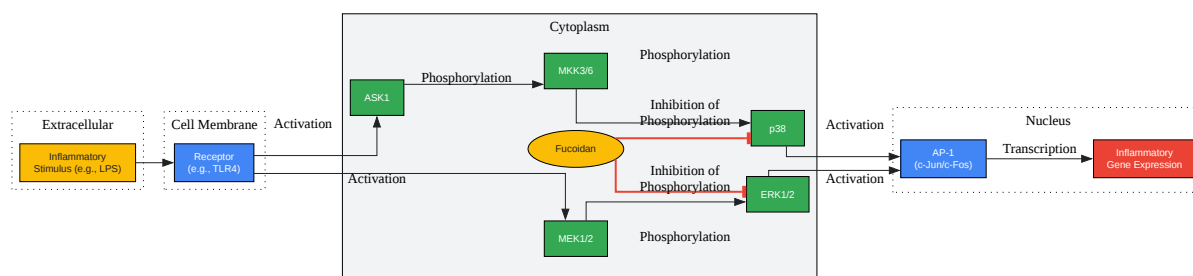 Cytoplasm
Extracellular
Inflammatory
Stimulus (e.g., LPS)
Cell Membrane
Receptor
(e.g., TLR4)
Activation
Activation
ASK1
Phosphorylation
MKK3/6
Phosphorylation
Inhibition of
Phosphorylation
p38
Fucoidan
Inhibition of
Phosphorylation
ERK1/2
MEK1/2
Phosphorylation
Activation
Activation
Nucleus
AP-1
(c-Jun/c-Fos)
Transcription
Inflammatory
Gene Expression